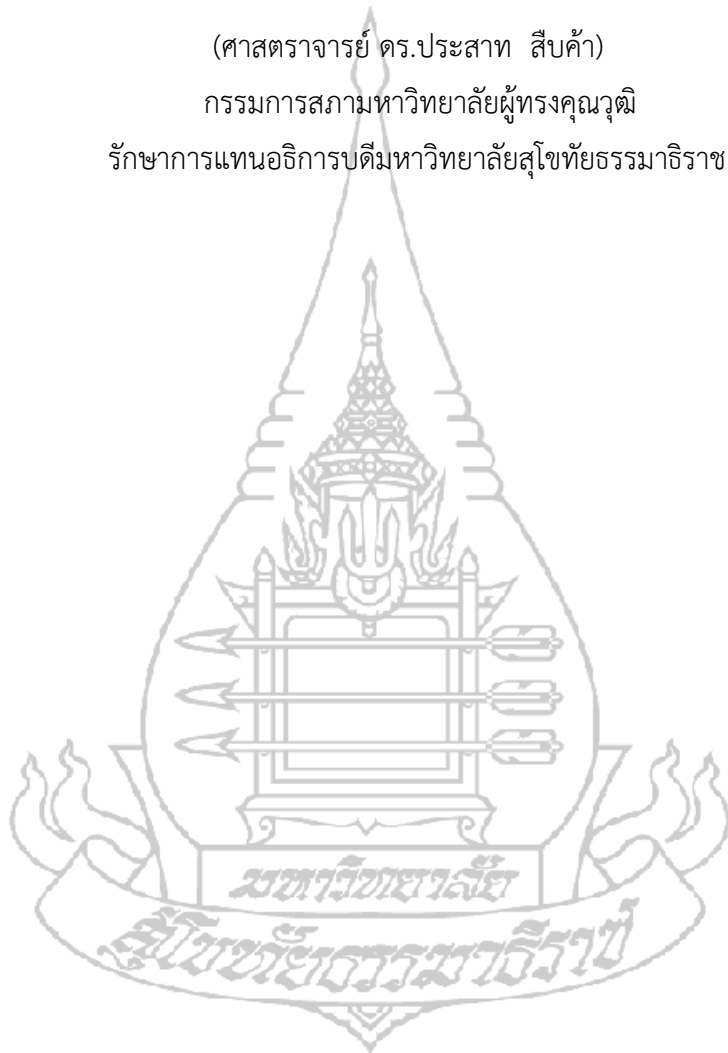 (ศาสตราจารย์ ดร.ประสาท  สืบค้า)
กรรมการสภามหาวิทยาลัยผู้ทรงคุณวุฒิ
รักษาการแทนอธิการบดีมหาวิทยาลัยสุโขทัยธรรมาธิราช
มหาวิทยาลัย
สุโขทัยธรรมาธิราช